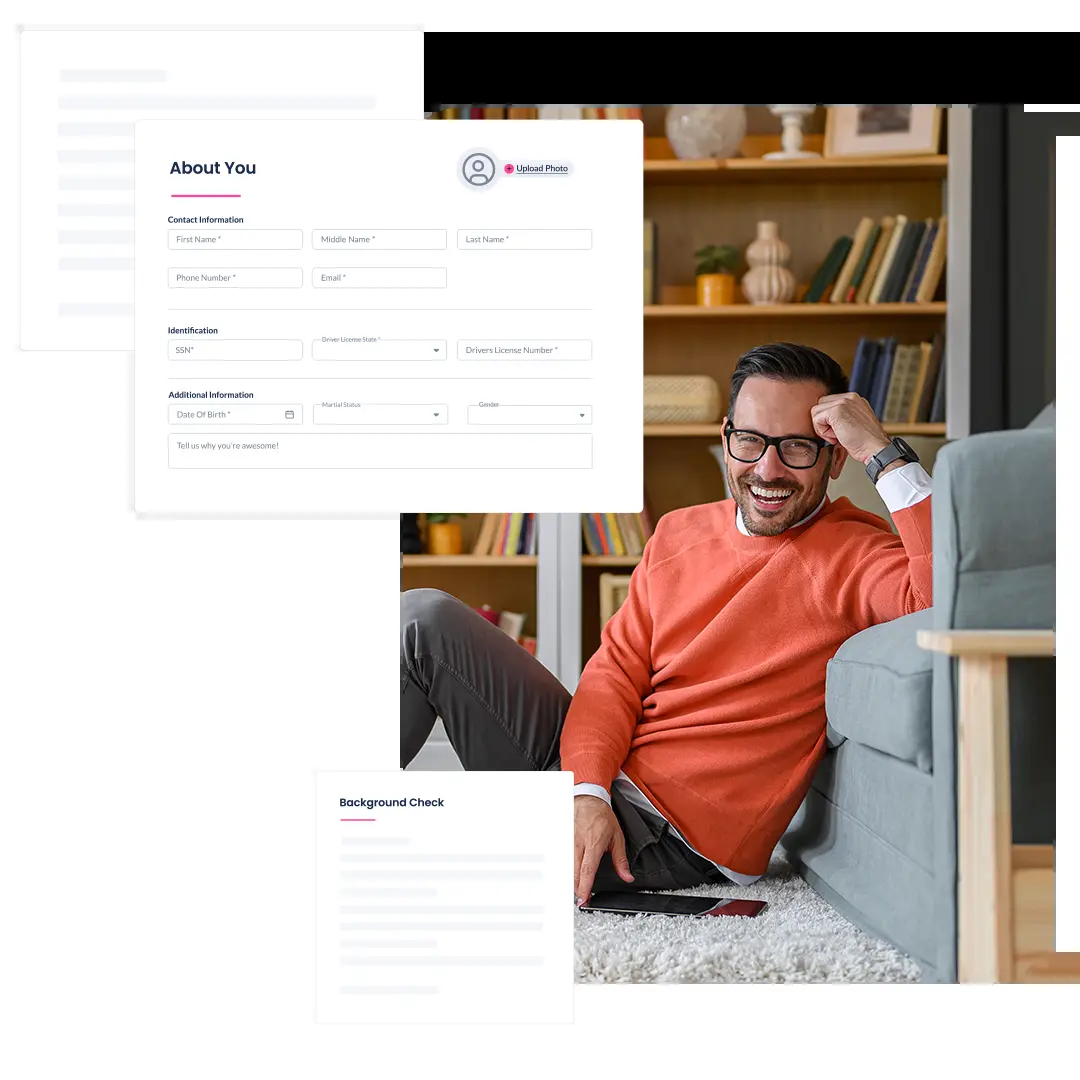 About You
Upload Photo
Contact Information
First Name *
Middle Name *
Last Name *
Phone Number *
Email *
Identification
SSN*
Driver License State *
Drivers License Number *
Additional Information
Date Of Birth *
Martial Status
Gender
Tell us why you're awesome!
Background Check